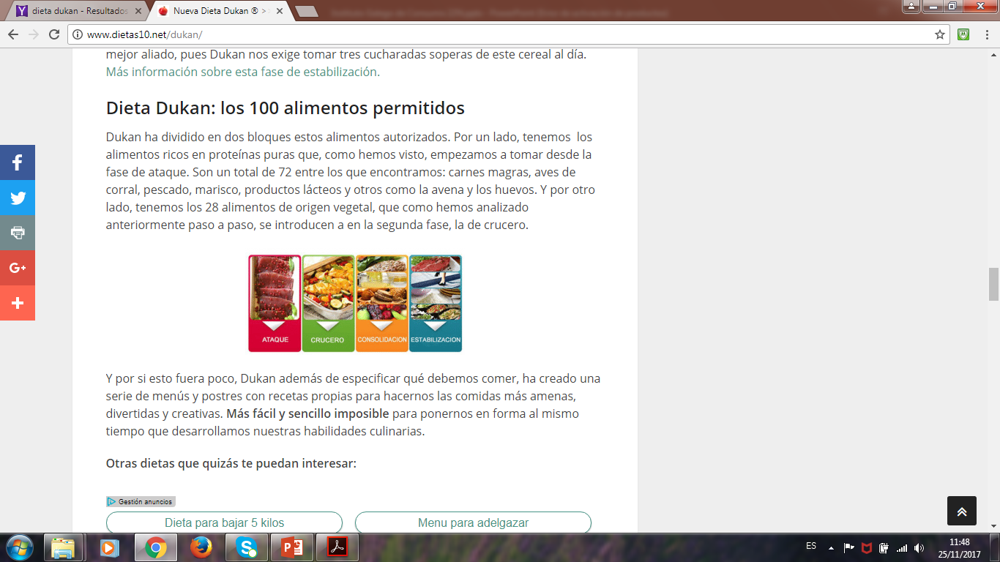 dieta dukan - Resultados
Nueva Dieta Dukan ® >
www.dietas10.net/dukan/
mejor aliado, pues Dukan nos exige tomar tres cucharadas soperas de este cereal al día.
Más información sobre esta fase de estabilización.
Dieta Dukan: los 100 alimentos permitidos
Dukan ha dividido en dos bloques estos alimentos autorizados. Por un lado, tenemos los
alimentos ricos en proteínas puras que, como hemos visto, empezamos a tomar desde la
fase de ataque. Son un total de 72 entre los que encontramos: carnes magras, aves de
corral, pescado, marisco, productos lácteos y otros como la avena y los huevos. Y por otro
lado, tenemos los 28 alimentos de origen vegetal, que como hemos analizado
anteriormente paso a paso, se introducen a en la segunda fase, la de crucero.
ATAQUE CRUCERO CONSOLIDACION ESTABILIZACION
Y por si esto fuera poco, Dukan además de especificar qué debemos comer, ha creado una
serie de menús y postres con recetas propias para hacernos las comidas más amenas,
divertidas y creativas. Más fácil y sencillo imposible para ponernos en forma al mismo
tiempo que desarrollamos nuestras habilidades culinarias.
Otras dietas que quizás te puedan interesar:
Gestión anuncios
Dieta para bajar 5 kilos
Menu para adelgazar
ES
11:48
25/11/2017